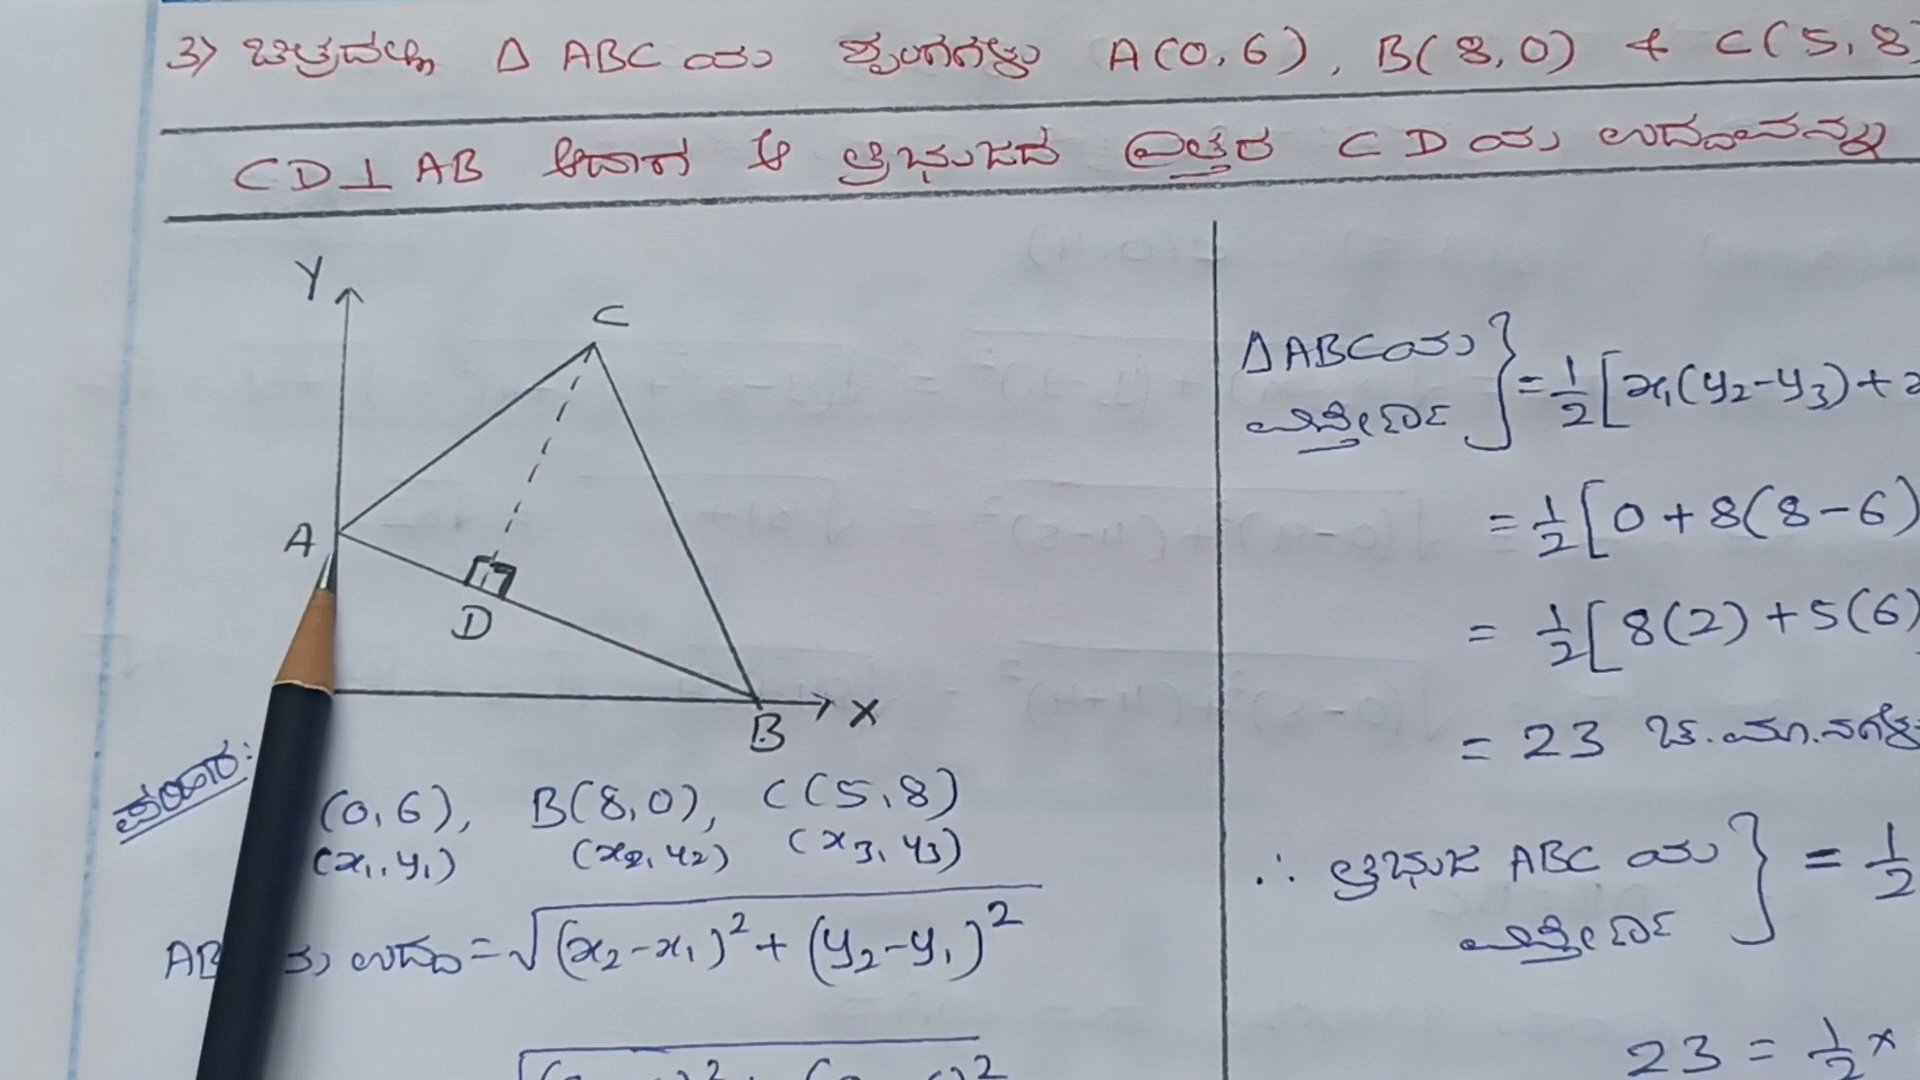 3) ಚಿತ್ರದಲ್ಲಿ Δ ABC ಯ ಶೃಂಗಗಳು A(0,6), B(8,0) + C(5,8)
CD⊥AB ಆದಾಗ ಆ ತ್ರಿಭುಜದ ಎತ್ತರ CD ಯ ಉದ್ದವನ್ನು
Y
C
A
D
B
X
ಪರಿಹಾರ:
(0,6), B(8,0), C(5,8)
(x₁,y₁) (x₂,y₂) (x₃,y₃)
AB ಉದ್ದ = √(x₂-x₁)²+(y₂-y₁)²
ΔABC ಯ
ವಿಸ್ತೀರ್ಣ } = 1/2 [x₁(y₂-y₃)+
= 1/2 [0+8(8-6)
= 1/2 [8(2)+5(6)
= 23 ಚ.ಮಾನಗಳು
∴ ತ್ರಿಭುಜ ABC ಯ
ವಿಸ್ತೀರ್ಣ } = 1/2
23 = 1/2 ×